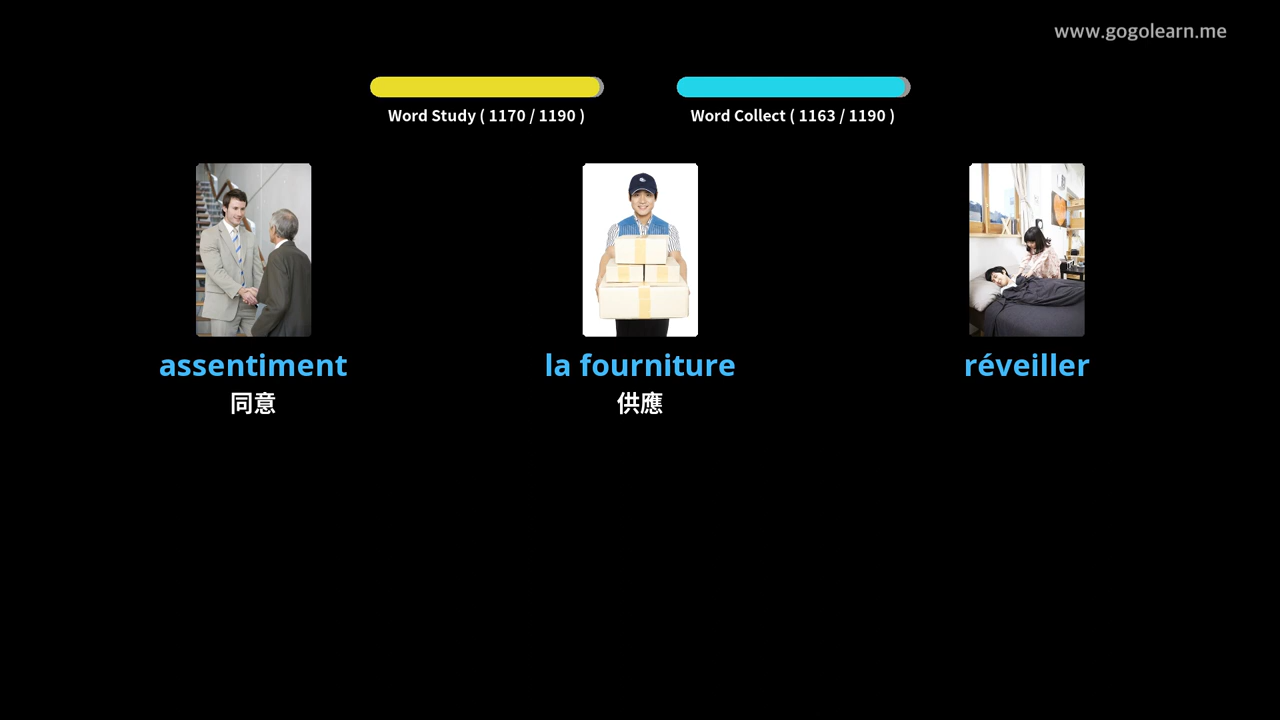 www.gogolearn.me
Word Study ( 1170 / 1190 )
Word Collect ( 1163 / 1190 )
assentiment
同意
la fourniture
供應
réveiller